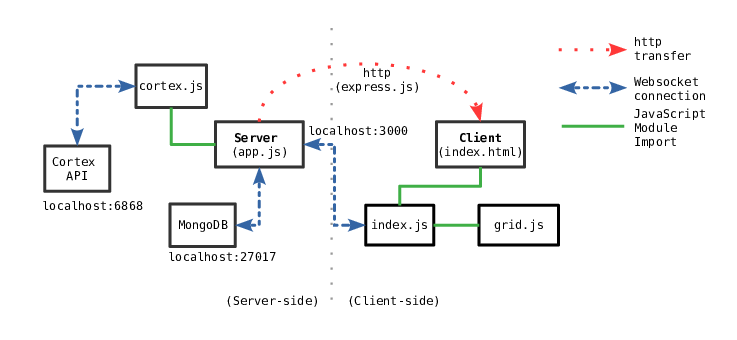 http
transfer
Websocket
connection
JavaScript
Module
Import
cortex.js
http
(express.js)
Server
(app.js)
localhost:3000
Client
(index.html)
Cortex
API
localhost:6868
MongoDB
localhost:27017
index.js
grid.js
(Server-side)
(Client-side)